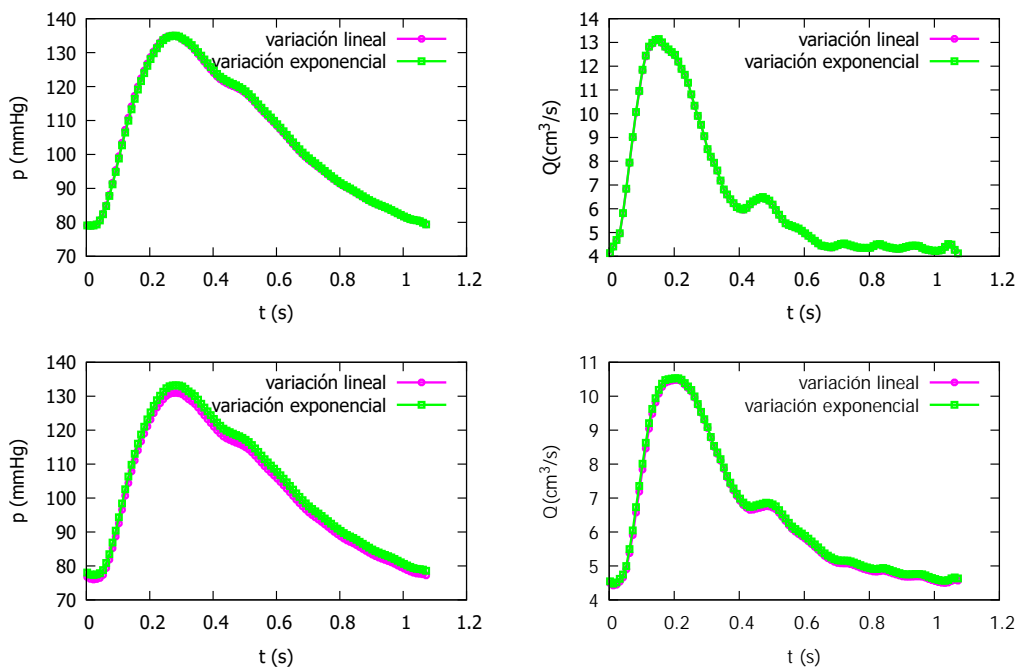 140
130
120
110
100
90
80
70
p (mmHg)
0 0.2 0.4 0.6 0.8 1 1.2
t (s)
variación lineal
variación exponencial
14
13
12
11
10
9
8
7
6
5
4
Q(cm³/s)
0 0.2 0.4 0.6 0.8 1 1.2
t (s)
variación lineal
variación exponencial
140
130
120
110
100
90
80
70
p (mmHg)
0 0.2 0.4 0.6 0.8 1 1.2
t (s)
variación lineal
variación exponencial
11
10
9
8
7
6
5
4
Q (cm³/s)
0 0.2 0.4 0.6 0.8 1 1.2
t (s)
variación lineal
variación exponencial